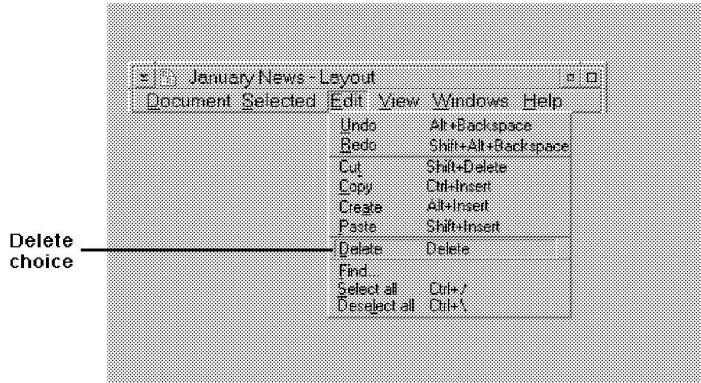 January News - Layout
Document Selected Edit View Windows Help
Undo Alt+Backspace
Redo Shift+Alt+Backspace
Cut Shift+Delete
Copy Ctrl+Insert
Create Alt+Insert
Paste Shift+Insert
Delete choice
Delete Delete
Find...
Select all Ctrl+/
Deselect all Ctrl+\